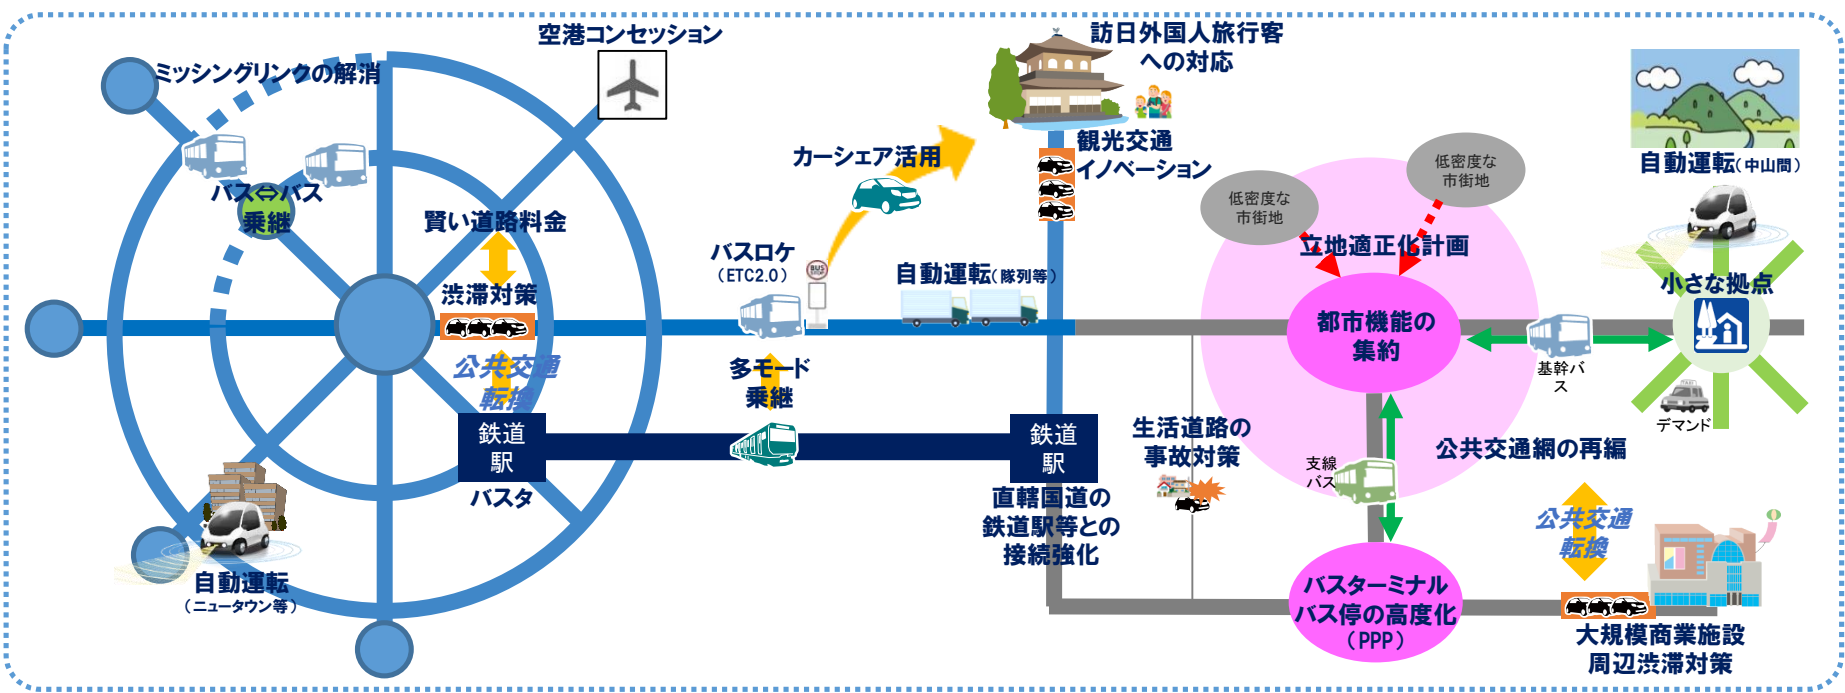 空港コンセッション
ミッシングリンクの解消
バス⇔バス
乗継
賢い道路料金
渋滞対策
公共交通
転換
鉄道
駅
バスタ
自動運転
（ニュータウン等）
カーシェア活用
バスロケ
（ETC2.0）
BUS
STOP
多モード
乗継
自動運転（隊列等）
訪日外国人旅行客
への対応
観光交通
イノベーション
鉄道
駅
直轄国道の
鉄道駅等との
接続強化
生活道路の
事故対策
低密度な
市街地
低密度な
市街地
立地適正化計画
都市機能の
集約
支線
バス
基幹バ
ス
バスターミナル
バス停の高度化
（PPP）
公共交通網の再編
公共交通
転換
大規模商業施設
周辺渋滞対策
自動運転（中山間）
小さな拠点
TAXI
デマンド